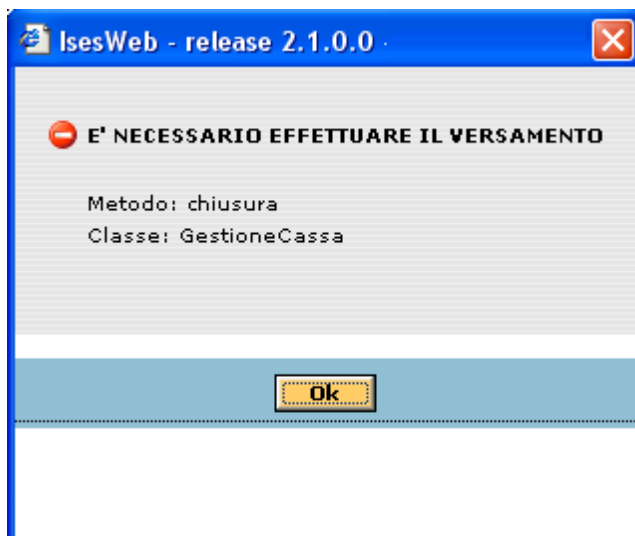 IsesWeb - release 2.1.0.0 -
E' NECESSARIO EFFETTUARE IL VERSAMENTO
Metodo: chiusura
Classe: GestioneCassa
Ok